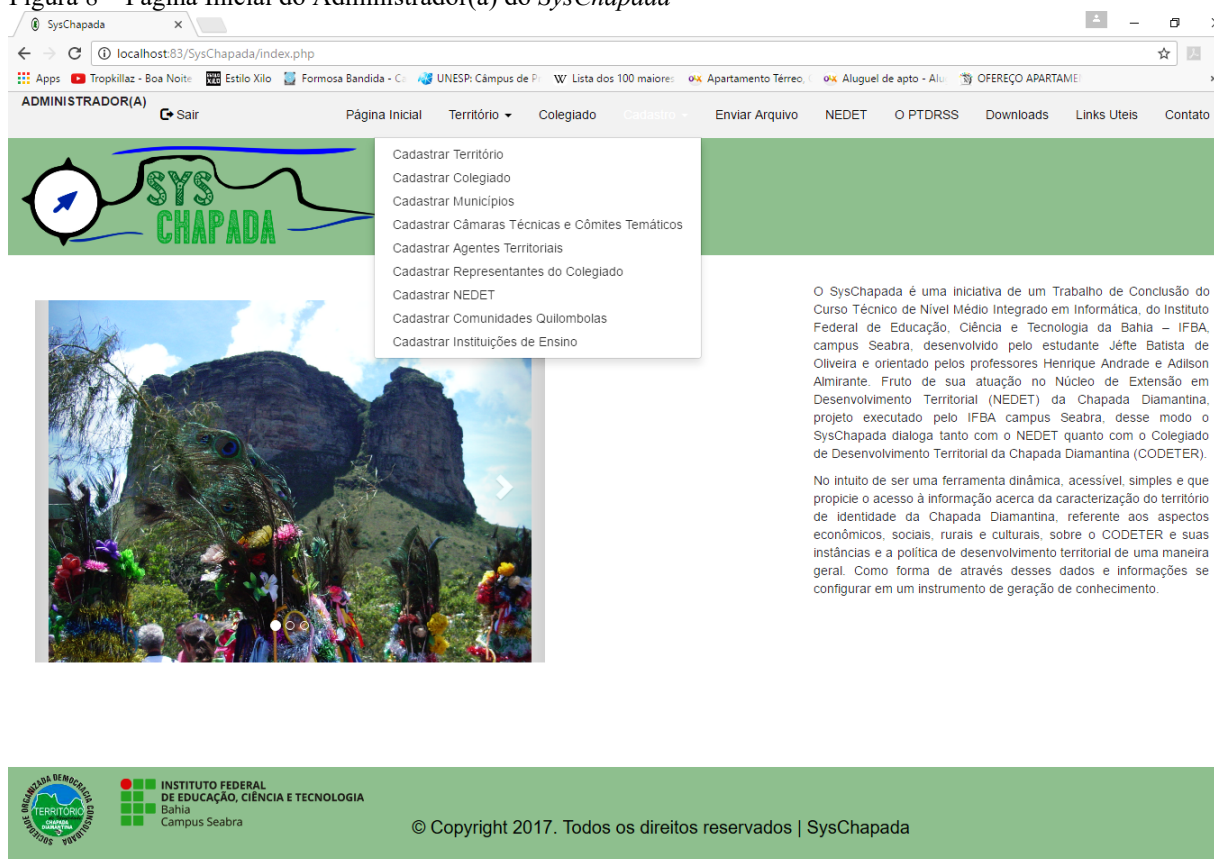 Figura 8 – Página Inicial do Administrador(a) do SysChapada
SysChapada
localhost:83/SysChapada/index.php
Apps Tropkillaz - Boa Noite Estilo Xilo Formosa Bandida - UNESP: Câmpus de W Lista dos 100 maiores Apartamento Térreo, Aluguel de apto - OFEREÇO APARTAME
ADMINISTRADOR(A) Sair Página Inicial Território Colegiado Cadastro Enviar Arquivo NEDET O PTDRSS Downloads Links Uteis Contato
Cadastrar Território
Cadastrar Colegiado
Cadastrar Municípios
Cadastrar Câmaras Técnicas e Cômites Temáticos
Cadastrar Agentes Territoriais
Cadastrar Representantes do Colegiado
Cadastrar NEDET
Cadastrar Comunidades Quilombolas
Cadastrar Instituições de Ensino
SYS
CHAPADA
O SysChapada é uma iniciativa de um Trabalho de Conclusão do
Curso Técnico de Nível Médio Integrado em Informática, do Instituto
Federal de Educação, Ciência e Tecnologia da Bahia – IFBA,
campus Seabra, desenvolvido pelo estudante Jéfte Batista de
Oliveira e orientado pelos professores Henrique Andrade e Adilson
Almirante. Fruto de sua atuação no Núcleo de Extensão em
Desenvolvimento Territorial (NEDET) da Chapada Diamantina,
projeto executado pelo IFBA campus Seabra, desse modo o
SysChapada dialoga tanto com o NEDET quanto com o Colegiado
de Desenvolvimento Territorial da Chapada Diamantina (CODETER).
No intuito de ser uma ferramenta dinâmica, acessível, simples e que
propicie o acesso à informação acerca da caracterização do território
de identidade da Chapada Diamantina, referente aos aspectos
econômicos, sociais, rurais e culturais, sobre o CODETER e suas
instâncias e a política de desenvolvimento territorial de uma maneira
geral. Como forma de através desses dados e informações se
configurar em um instrumento de geração de conhecimento.
SOCIEDADE ORGANIZADA DEMOCRACIA CONSOLIDADA
TERRITÓRIO
CHAPADA
DIAMANTINA
INSTITUTO FEDERAL
DE EDUCAÇÃO, CIÊNCIA E TECNOLOGIA
Bahia
Campus Seabra
© Copyright 2017. Todos os direitos reservados | SysChapada